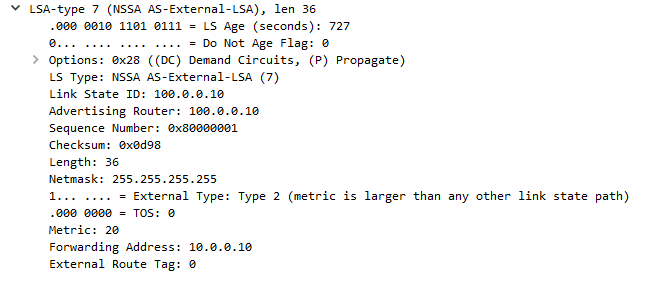 LSA-type 7 (NSSA AS-External-LSA), len 36
.000 0010 1101 0111 = LS Age (seconds): 727
0... .... .... .... = Do Not Age Flag: 0
Options: 0x28 ((DC) Demand Circuits, (P) Propagate)
LS Type: NSSA AS-External-LSA (7)
Link State ID: 100.0.0.10
Advertising Router: 100.0.0.10
Sequence Number: 0x80000001
Checksum: 0x0d98
Length: 36
Netmask: 255.255.255.255
1... .... = External Type: Type 2 (metric is larger than any other link state path)
.000 0000 = TOS: 0
Metric: 20
Forwarding Address: 10.0.0.10
External Route Tag: 0